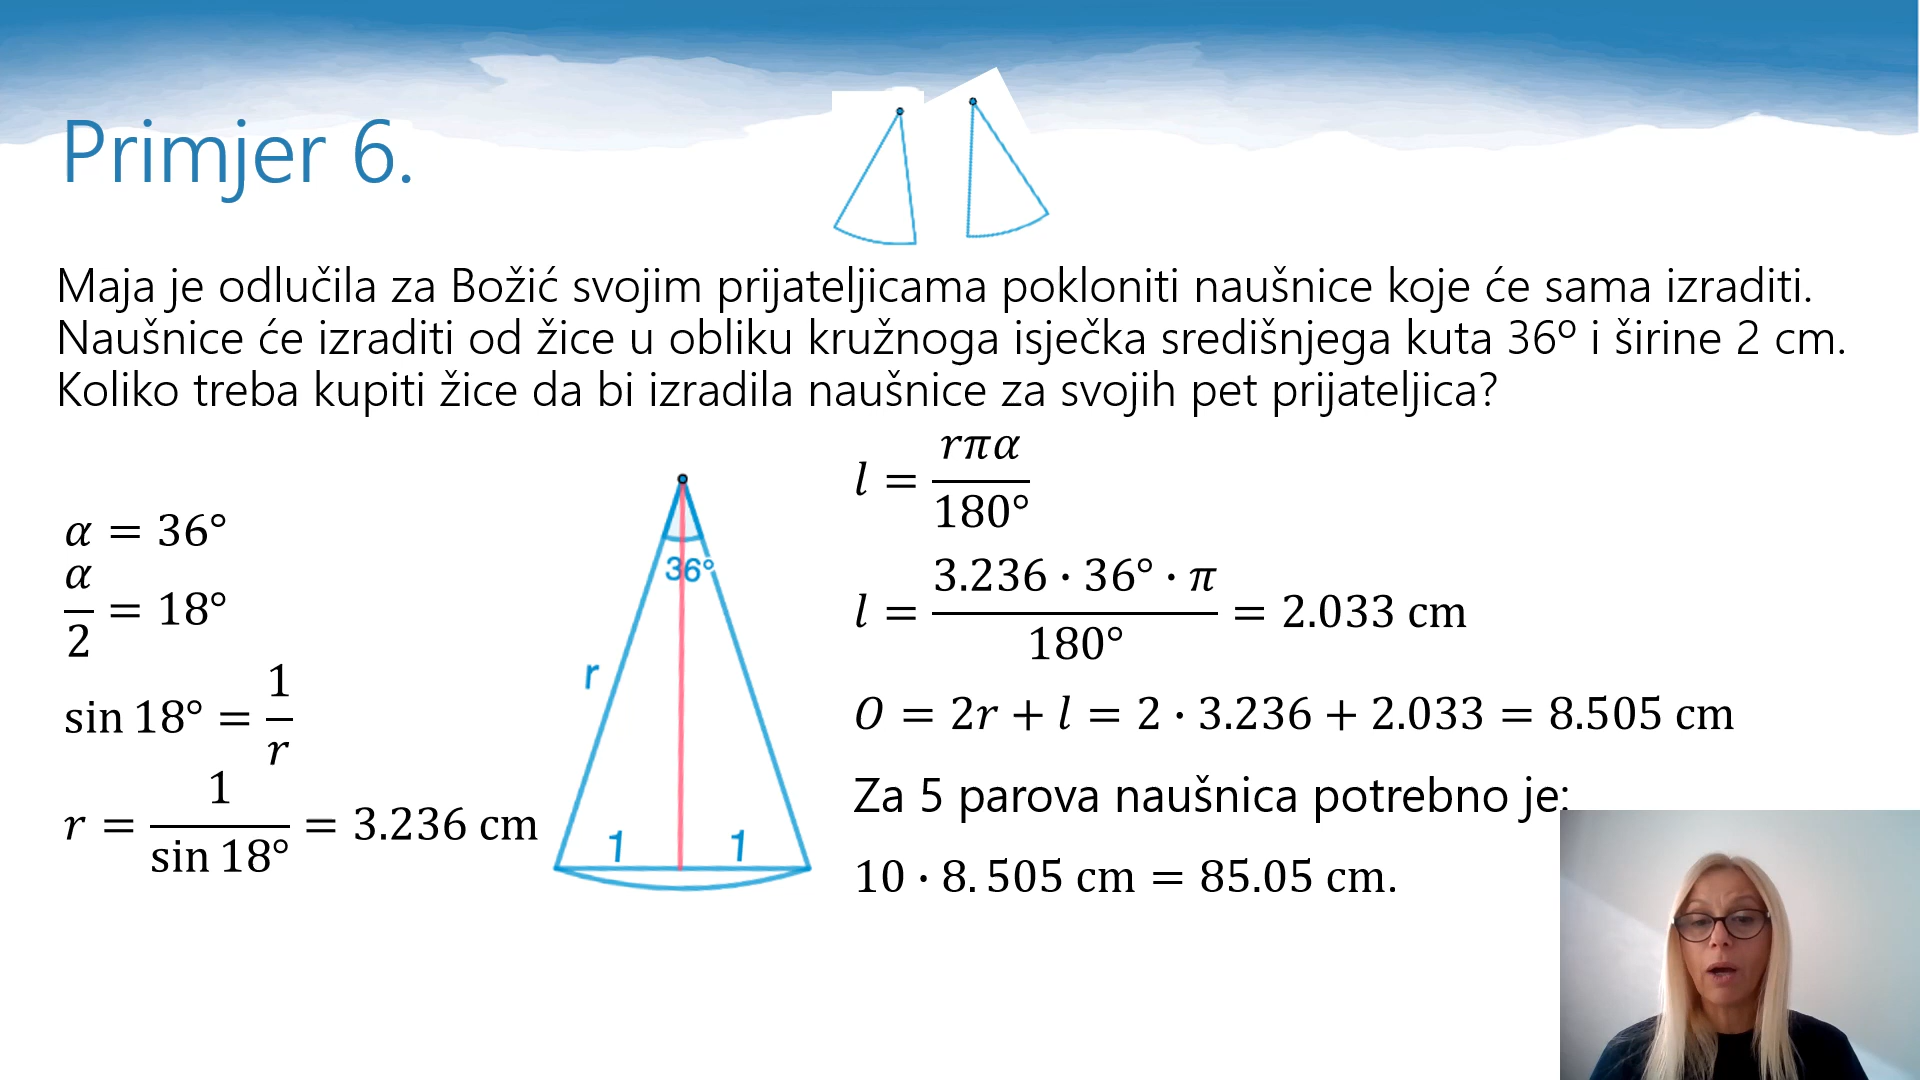 Primjer 6.
Maja je odlučila za Božić svojim prijateljicama pokloniti naušnice koje će sama izraditi.
Naušnice će izraditi od žice u obliku kružnoga isječka središnjega kuta 36º i širine 2 cm.
Koliko treba kupiti žice da bi izradila naušnice za svojih pet prijateljica?
α = 36°
α/2 = 18°
sin 18° = 1/r
r = 1/sin 18° = 3.236 cm
36°
r
1 1
l = rπα/180°
l = 3.236 · 36° · π/180° = 2.033 cm
O = 2r + l = 2 · 3.236 + 2.033 = 8.505 cm
Za 5 parova naušnica potrebno je:
10 · 8. 505 cm = 85.05 cm.